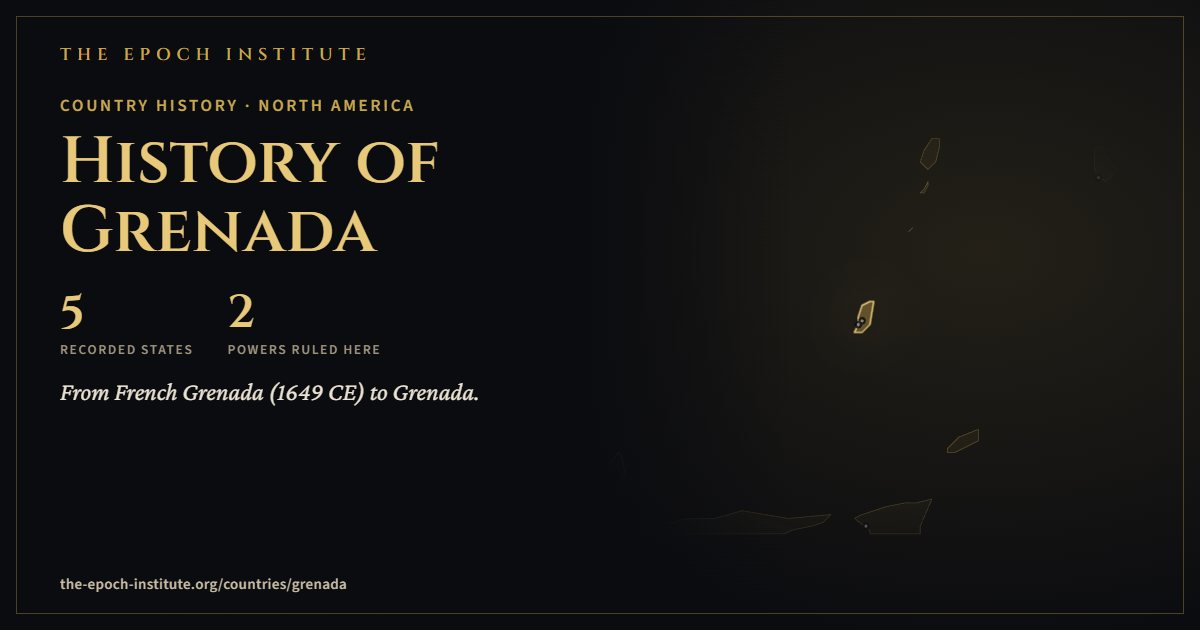 THE EPOCH INSTITUTE
COUNTRY HISTORY · NORTH AMERICA
HISTORY OF
GRENADA
5 2
RECORDED STATES POWERS RULED HERE
From French Grenada (1649 CE) to Grenada.
the-epoch-institute.org/countries/grenada